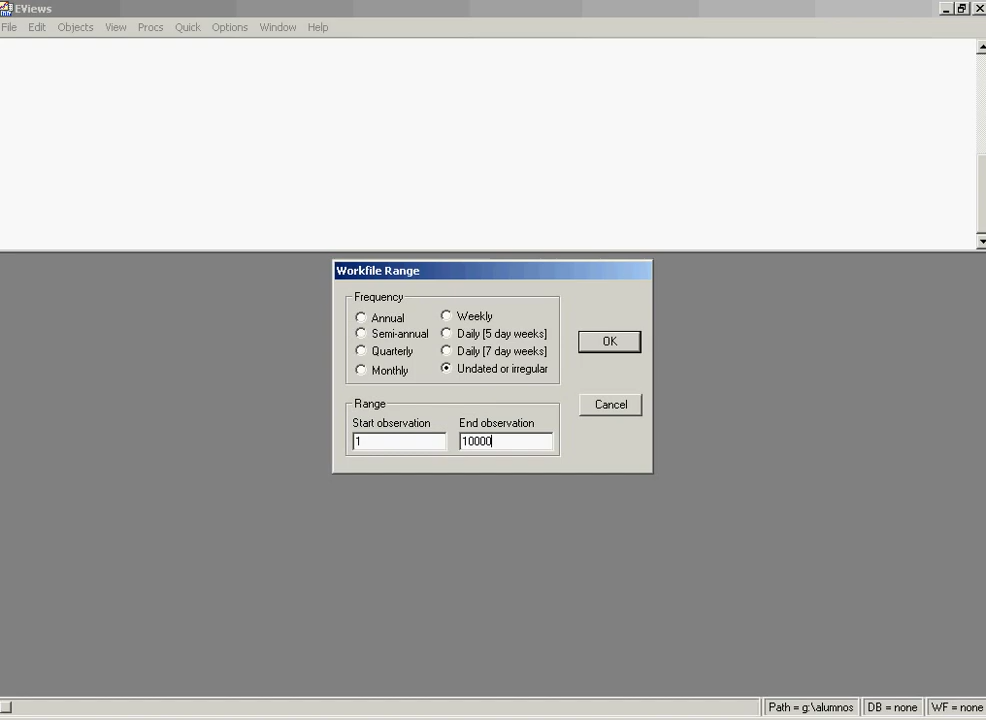 EViews
File Edit Objects View Procs Quick Options Window Help
Workfile Range
Frequency
Annual Weekly
Semi-annual Daily [5 day weeks]
Quarterly Daily [7 day weeks]
Monthly Undated or irregular
OK
Range
Cancel
Start observation End observation
1 10000
Path = g:\alumnos DB = none WF = none